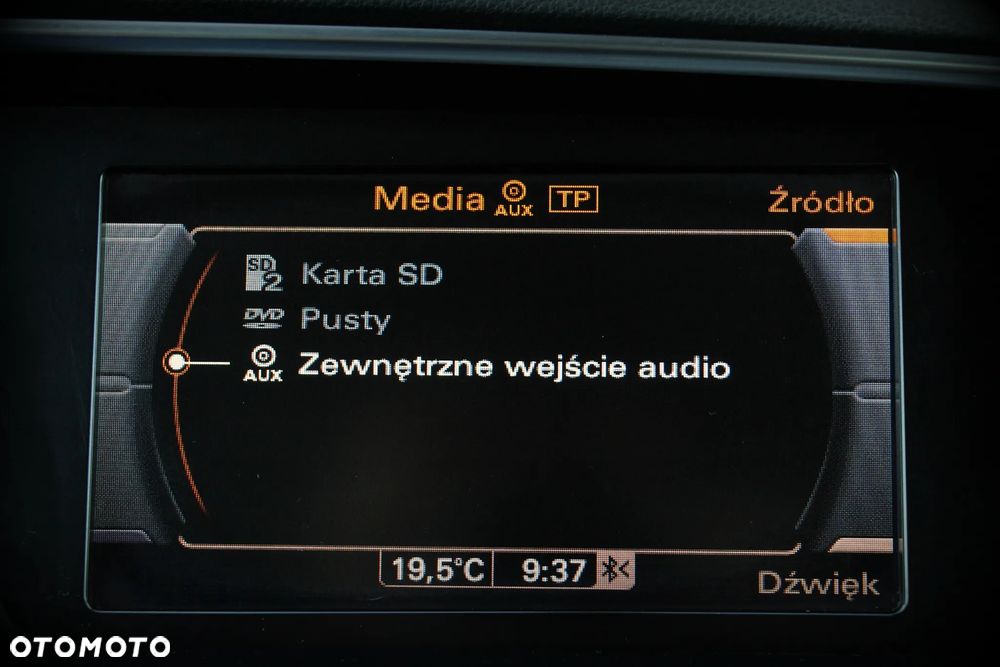 Media AUX TP Źródło
SD 2 Karta SD
DVD Pusty
AUX Zewnętrzne wejście audio
19,5°C 9:37
Dźwięk
OTOMOTO